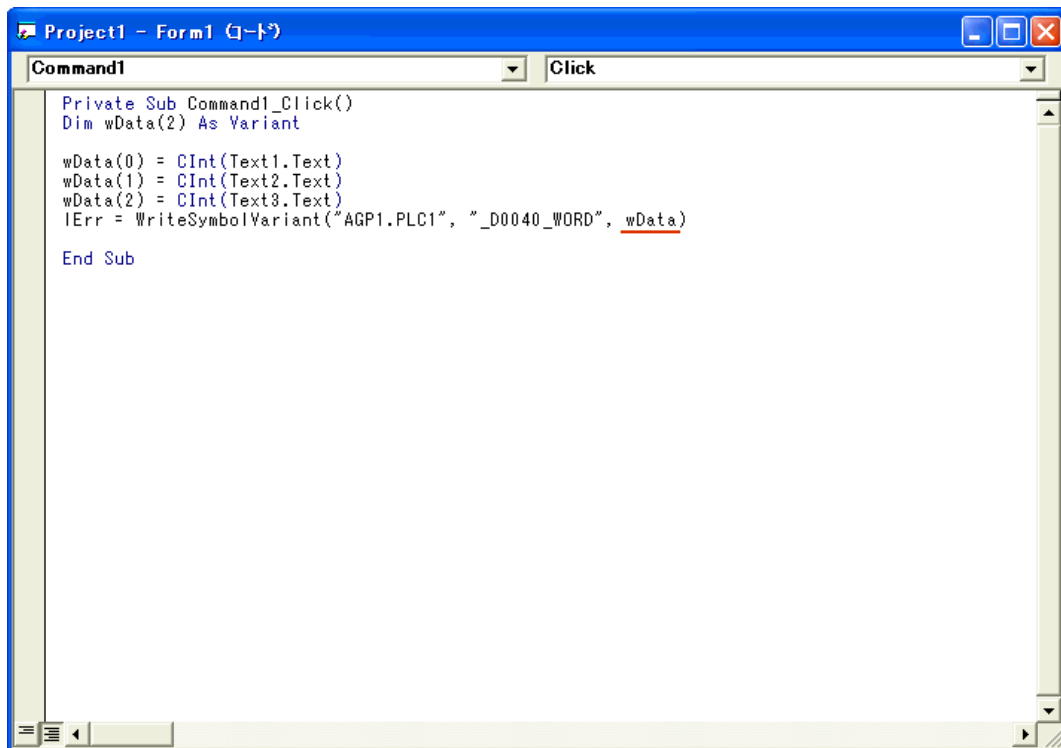 Project1 - Form1 (コード)
Command1
Click
Private Sub Command1_Click()
Dim wData(2) As Variant
wData(0) = CInt(Text1.Text)
wData(1) = CInt(Text2.Text)
wData(2) = CInt(Text3.Text)
lErr = WriteSymbolVariant("AGP1.PLC1", "_D0040_WORD", wData)
End Sub